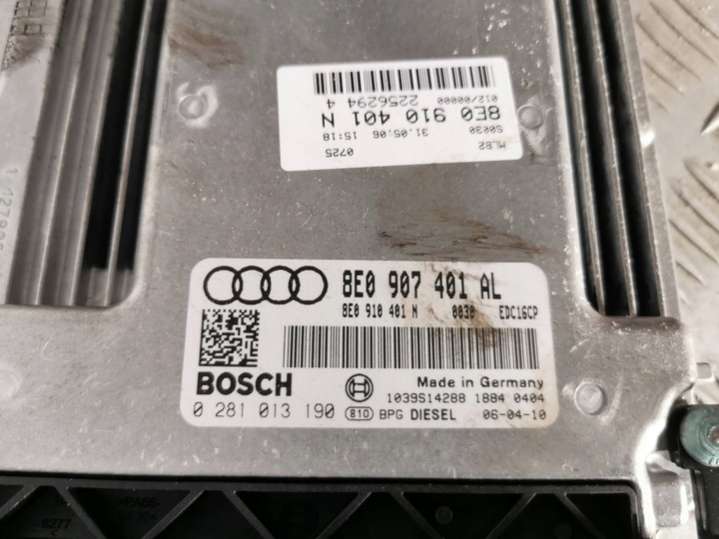 8E0 910 401 N
2256294 4
012/00000
S0030
31.05.06 15:18
MLB2
0725
8E0 907 401 AL
8E0 910 401 N 0030 EDC16CP
BOSCH
Made in Germany
1039S14288 1884 0404
0 281 013 190 810 BPG DIESEL 06-04-10